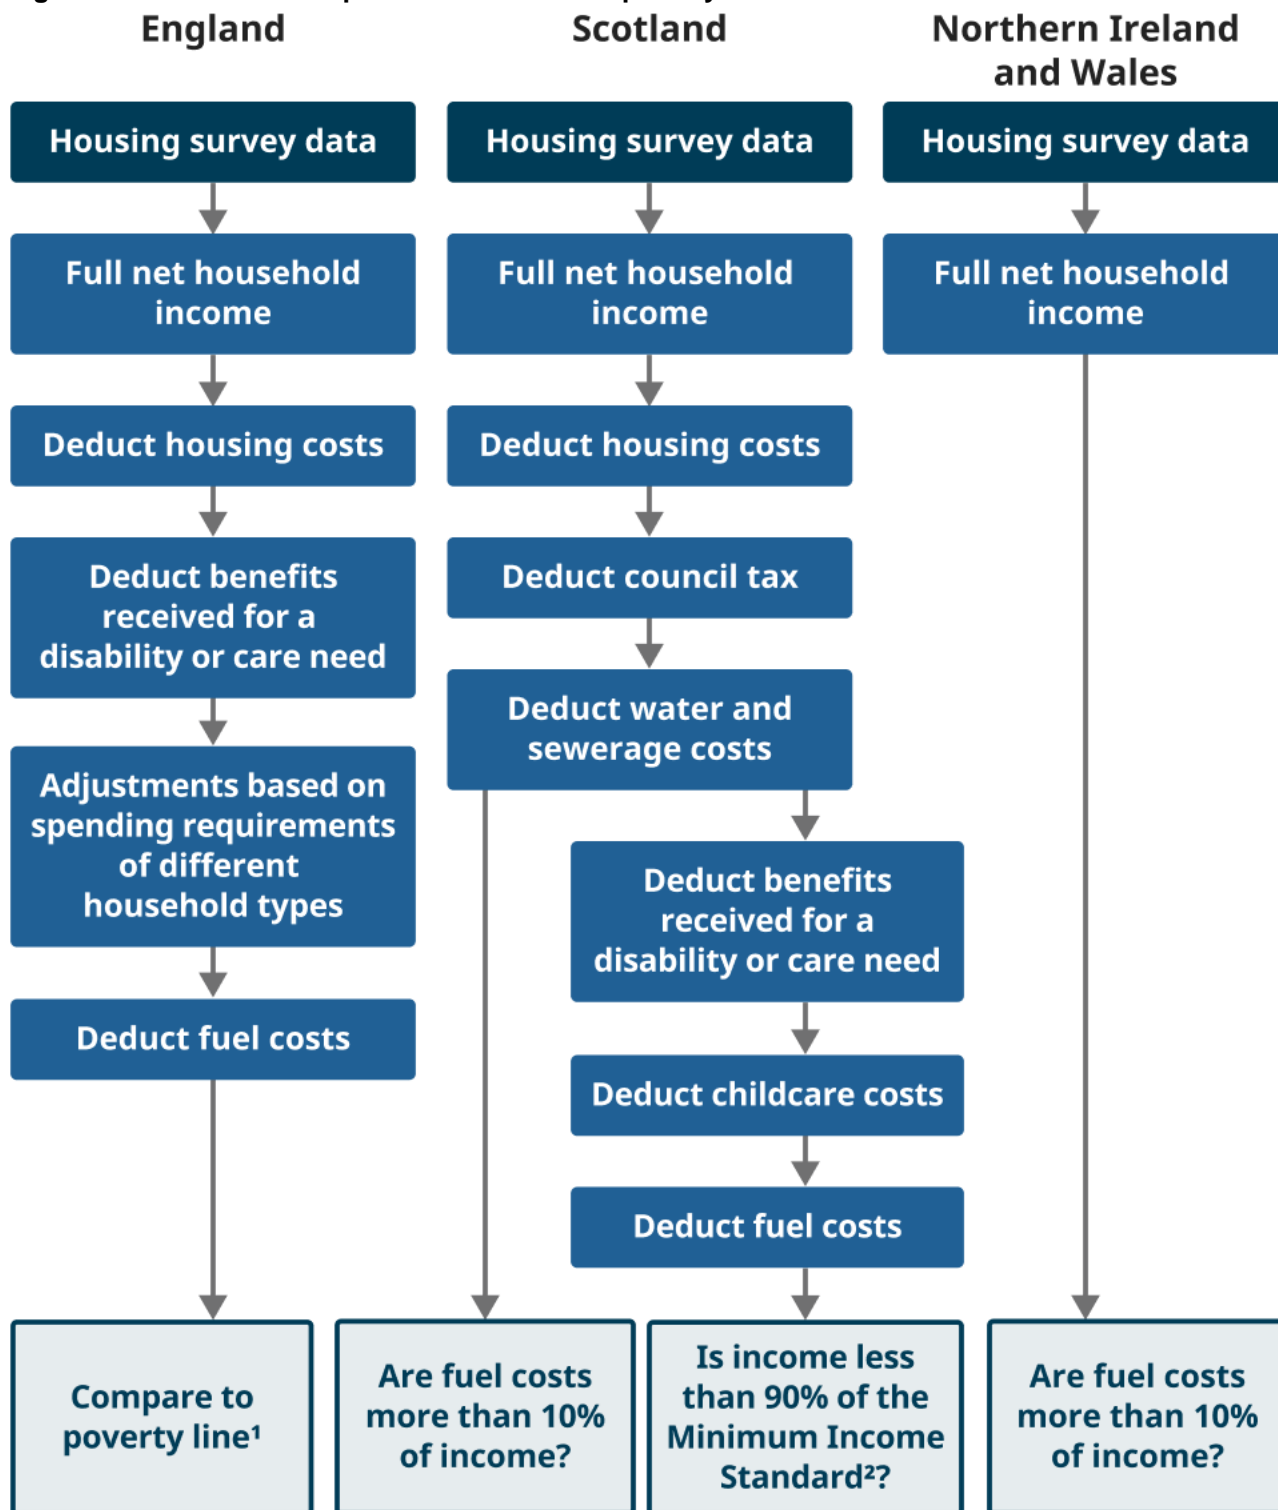 England
Scotland
Northern Ireland
and Wales
Housing survey data
Full net household
income
Deduct housing costs
Deduct benefits
received for a
disability or care need
Adjustments based on
spending requirements
of different
household types
Deduct fuel costs
Compare to
poverty line¹
Housing survey data
Full net household
income
Deduct housing costs
Deduct council tax
Deduct water and
sewerage costs
Are fuel costs
more than 10%
of income?
Deduct benefits
received for a
disability or care need
Deduct childcare costs
Deduct fuel costs
Is income less
than 90% of the
Minimum Income
Standard²?
Housing survey data
Full net household
income
Are fuel costs
more than 10%
of income?